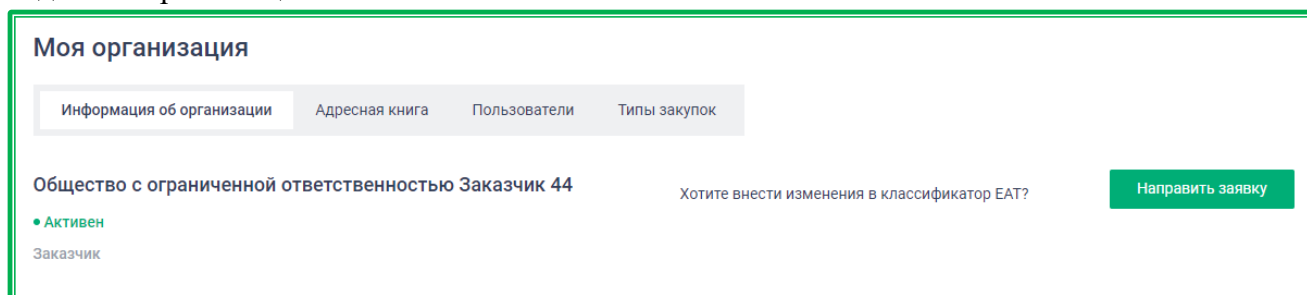 Моя организация
Информация об организации Адресная книга Пользователи Типы закупок
Общество с ограниченной ответственностью Заказчик 44
Хотите внести изменения в классификатор ЕАТ? Направить заявку
• Активен
Заказчик